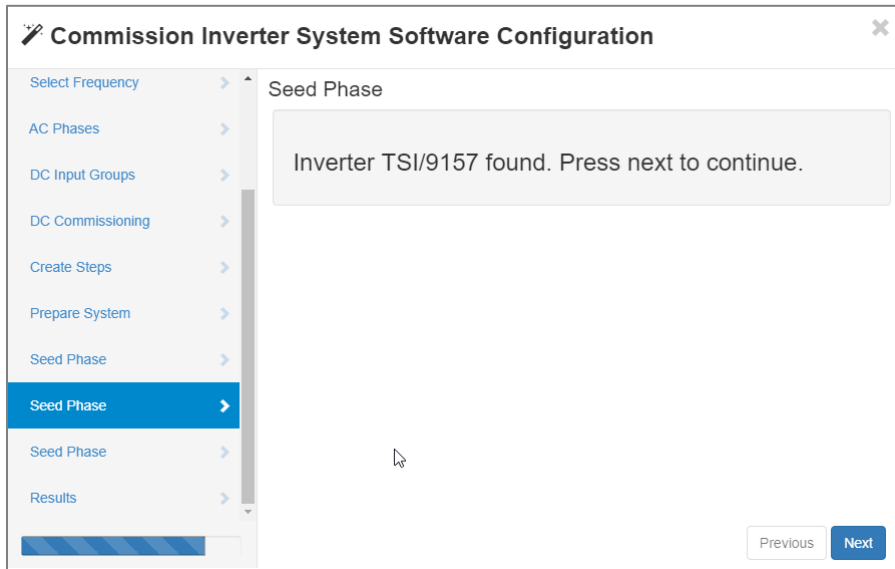 Commission Inverter System Software Configuration
Select Frequency
AC Phases
DC Input Groups
DC Commissioning
Create Steps
Prepare System
Seed Phase
Seed Phase
Seed Phase
Results
Seed Phase
Inverter TSI/9157 found. Press next to continue.
Previous
Next